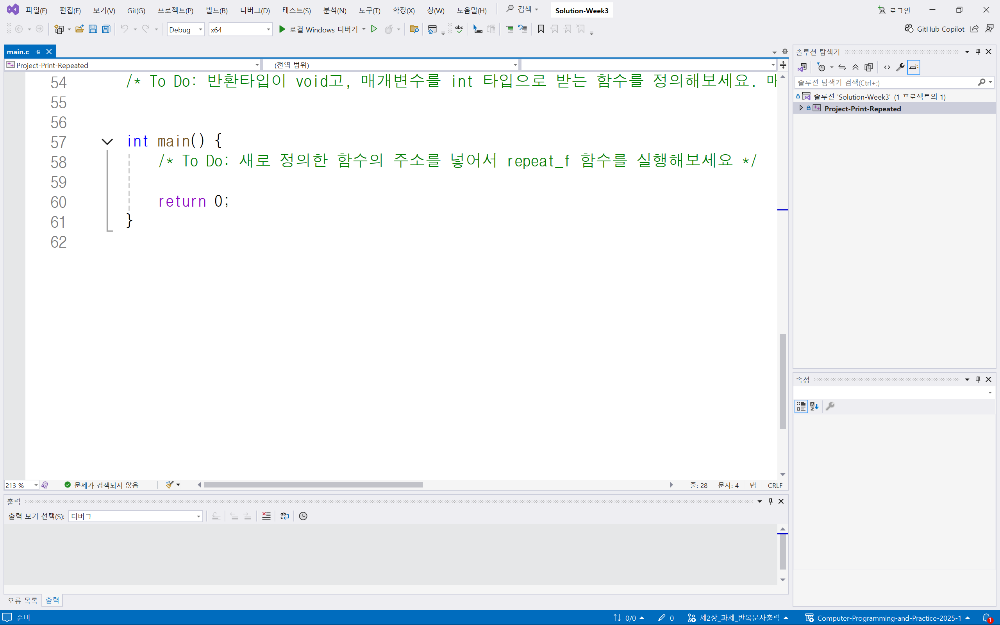 파일(F) 편집(E) 보기(V) Git(G) 프로젝트(P) 빌드(B) 디버그(D) 테스트(S) 분석(N) 도구(T) 확장(X) 창(W) 도움말(H) 검색 Solution-Week3 로그인
Debug x64 로컬 Windows 디버거 abc GitHub Copilot
main.c
Project-Print-Repeated (전역 범위)
54 /* To Do: 반환타입이 void고, 매개변수를 int 타입으로 받는 함수를 정의해보세요.
55
56
57 int main() {
58 /* To Do: 새로 정의한 함수의 주소를 넣어서 repeat_f 함수를 실행해보세요 */
59
60 return 0;
61 }
62
213 % 문제가 검색되지 않음 줄: 28 문자: 4 탭 CRLF
출력
출력 보기 선택(S): 디버그
오류 목록 출력
솔루션 탐색기
솔루션 탐색기 검색(Ctrl+;)
솔루션 'Solution-Week3' (1 프로젝트의 1)
Project-Print-Repeated
속성
준비 0/0 0 제2장_과제_반복문자출력 Computer-Programming-and-Practice-2025-1 1